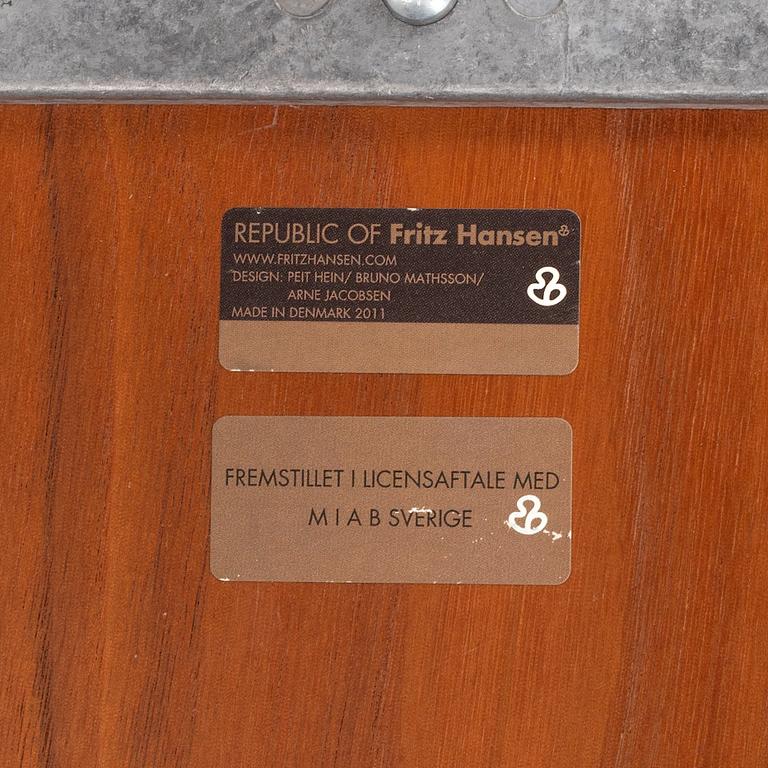 REPUBLIC OF Fritz Hansen
WWW.FRITZHANSEN.COM
DESIGN: PEIT HEIN/ BRUNO MATHSSON/
ARNE JACOBSEN
MADE IN DENMARK 2011
FREMSTILLET I LICENSAFTALE MED
M I A B SVERIGE